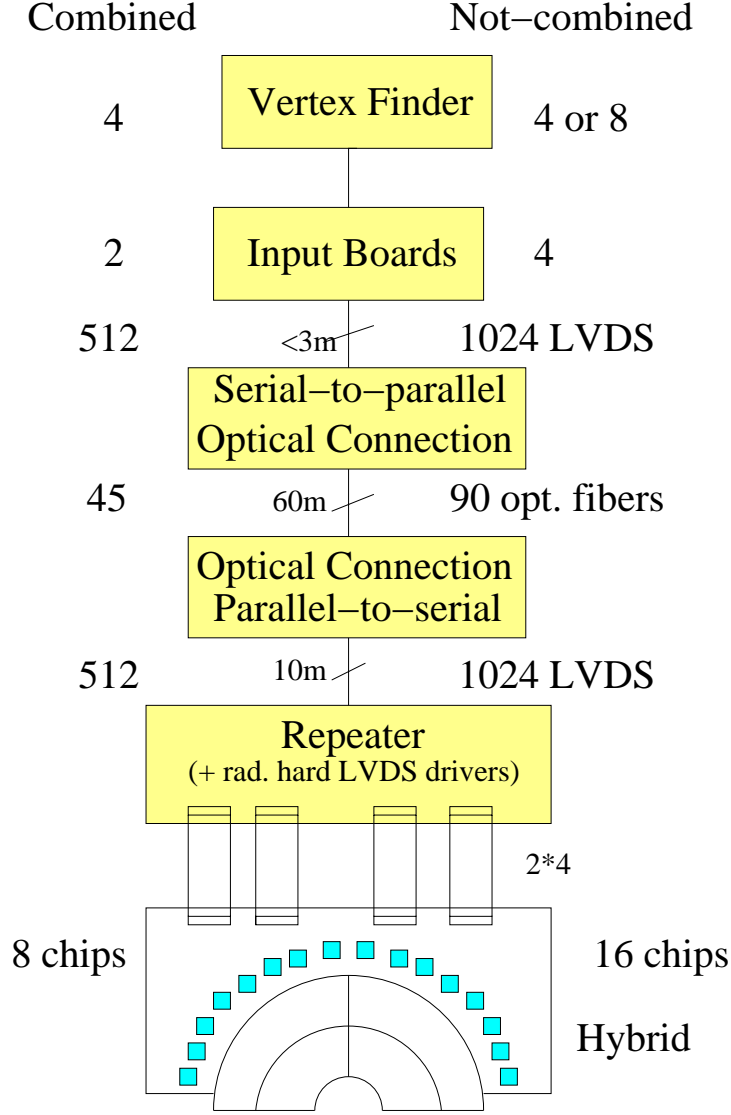 Combined Not−combined
4 Vertex Finder 4 or 8
2 Input Boards 4
512 <3m 1024 LVDS
Serial−to−parallel
Optical Connection
45 60m 90 opt. fibers
Optical Connection
Parallel−to−serial
512 10m 1024 LVDS
Repeater
(+ rad. hard LVDS drivers)
2*4
8 chips 16 chips
Hybrid